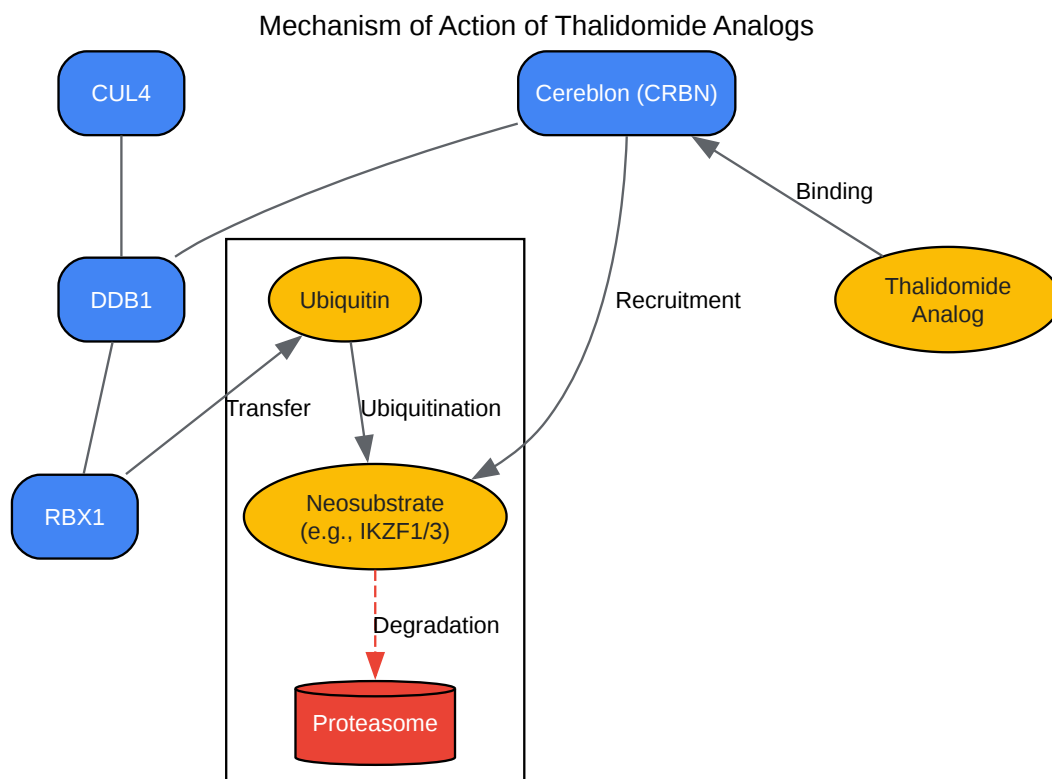 Mechanism of Action of Thalidomide Analogs
CUL4
Cereblon (CRBN)
Binding
DDB1
Ubiquitin
Recruitment
Thalidomide
Analog
Transfer
Ubiquitination
RBX1
Neosubstrate
(e.g., IKZF1/3)
Degradation
Proteasome